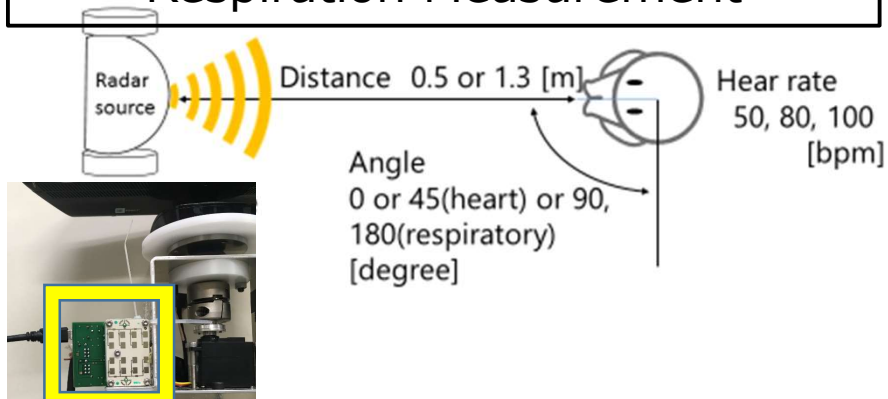 Respiration Measurement
Radar
source
Distance 0.5 or 1.3 [m]
Hear rate
50, 80, 100
[bpm]
Angle
0 or 45(heart) or 90,
180(respiratory)
[degree]